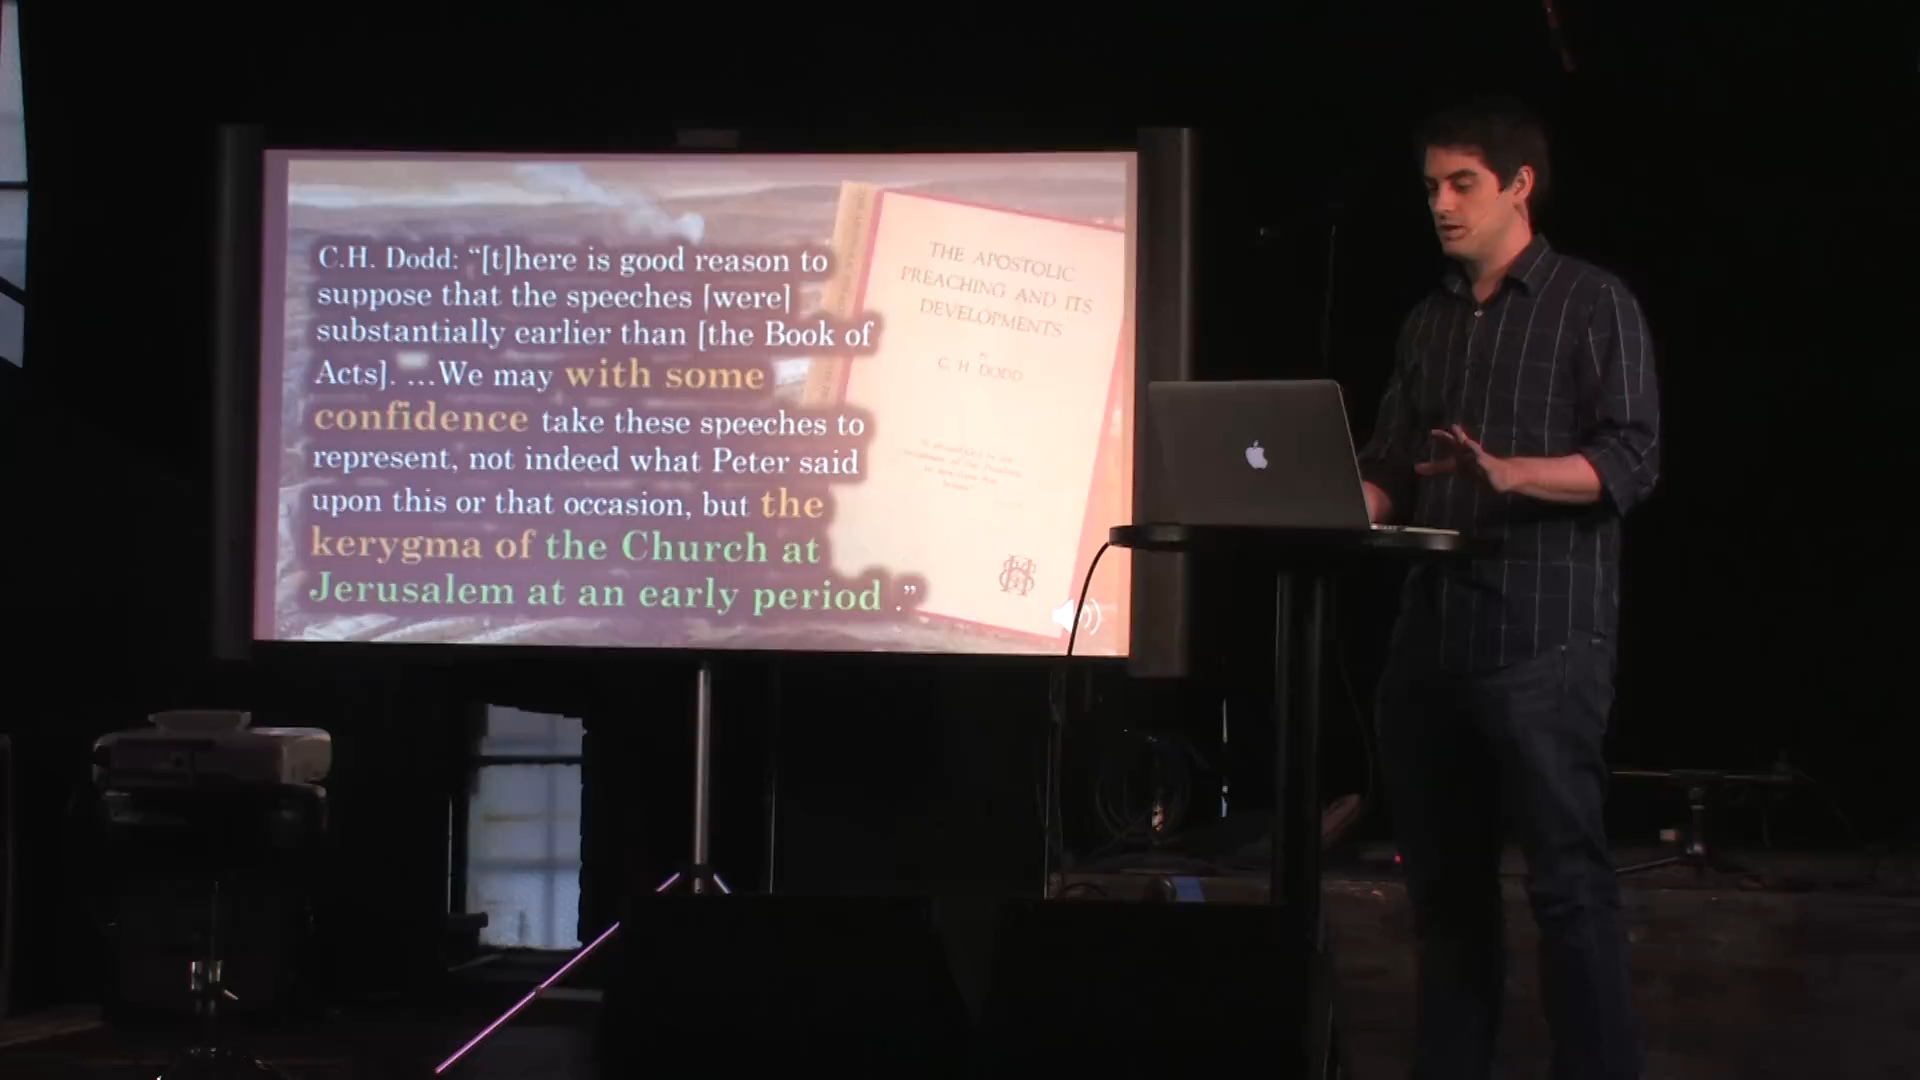 C.H. Dodd: “[t]here is good reason to
suppose that the speeches [were]
substantially earlier than [the Book of
Acts]. ...We may with some
confidence take these speeches to
represent, not indeed what Peter said
upon this or that occasion, but the
kerygma of the Church at
Jerusalem at an early period .”
THE APOSTOLIC
PREACHING AND ITS
DEVELOPMENTS
C. H. DODD